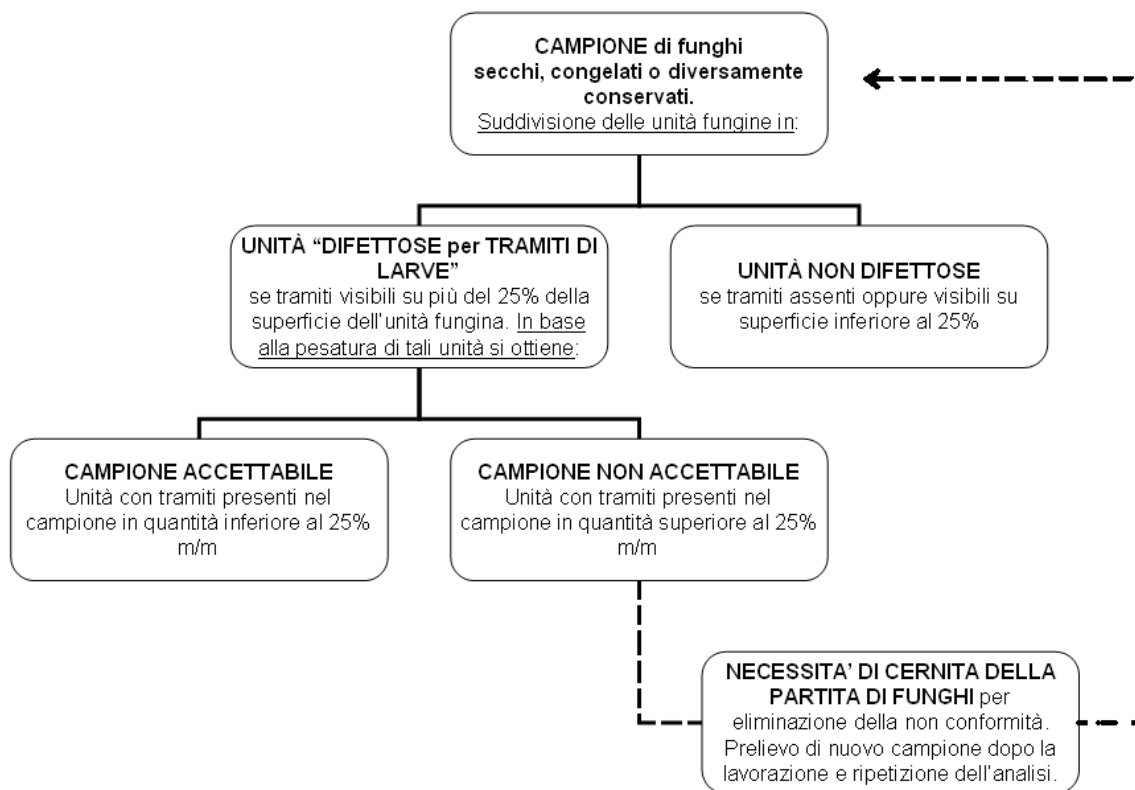 CAMPIONE di funghi
secchi, congelati o diversamente
conservati.
Suddivisione delle unità fungine in:
UNITÀ “DIFETTOSE per TRAMITI DI
LARVE”
se tramiti visibili su più del 25% della
superficie dell'unità fungina. In base
alla pesatura di tali unità si ottiene:
UNITÀ NON DIFETTOSE
se tramiti assenti oppure visibili su
superficie inferiore al 25%
CAMPIONE ACCETTABILE
Unità con tramiti presenti nel
campione in quantità inferiore al 25%
m/m
CAMPIONE NON ACCETTABILE
Unità con tramiti presenti nel
campione in quantità superiore al 25%
m/m
NECESSITA' DI CERNITA DELLA
PARTITA DI FUNGHI per
eliminazione della non conformità.
Prelievo di nuovo campione dopo la
lavorazione e ripetizione dell'analisi.